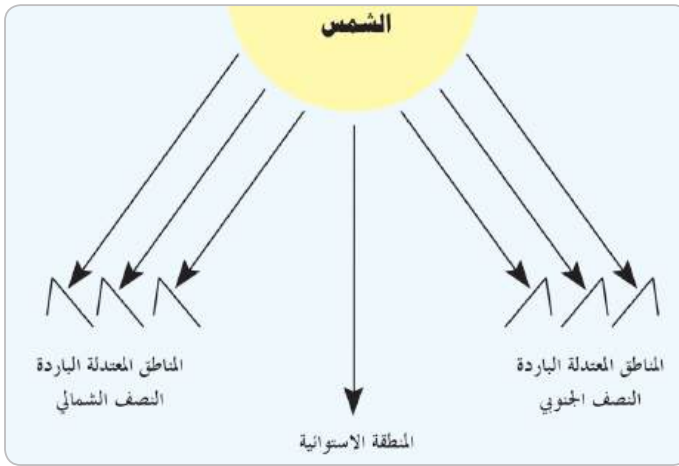 الشمس
المناطق المعتدلة الباردة
النصف الجنوبي
المناطق المعتدلة الباردة
النصف الشمالي
المنطقة الاستوائية